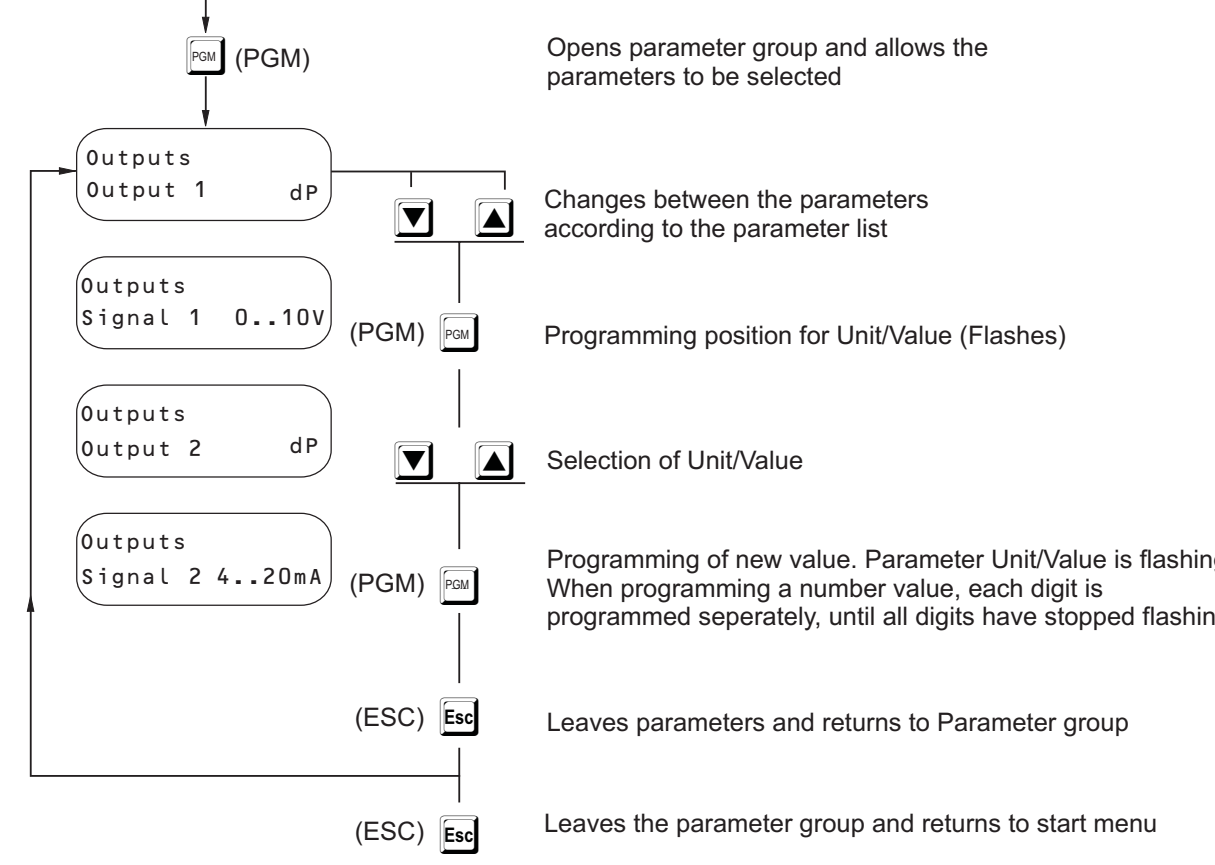 PGM (PGM)
Opens parameter group and allows the
parameters to be selected
Outputs
Output 1 dP
Changes between the parameters
according to the parameter list
Outputs
Signal 1 0..10V
(PGM) PGM
Programming position for Unit/Value (Flashes)
Outputs
Output 2 dP
Selection of Unit/Value
Outputs
Signal 2 4..20mA
(PGM) PGM
Programming of new value. Parameter Unit/Value is flashing
When programming a number value, each digit is
programmed seperately, until all digits have stopped flashin
(ESC) Esc
Leaves parameters and returns to Parameter group
(ESC) Esc
Leaves the parameter group and returns to start menu